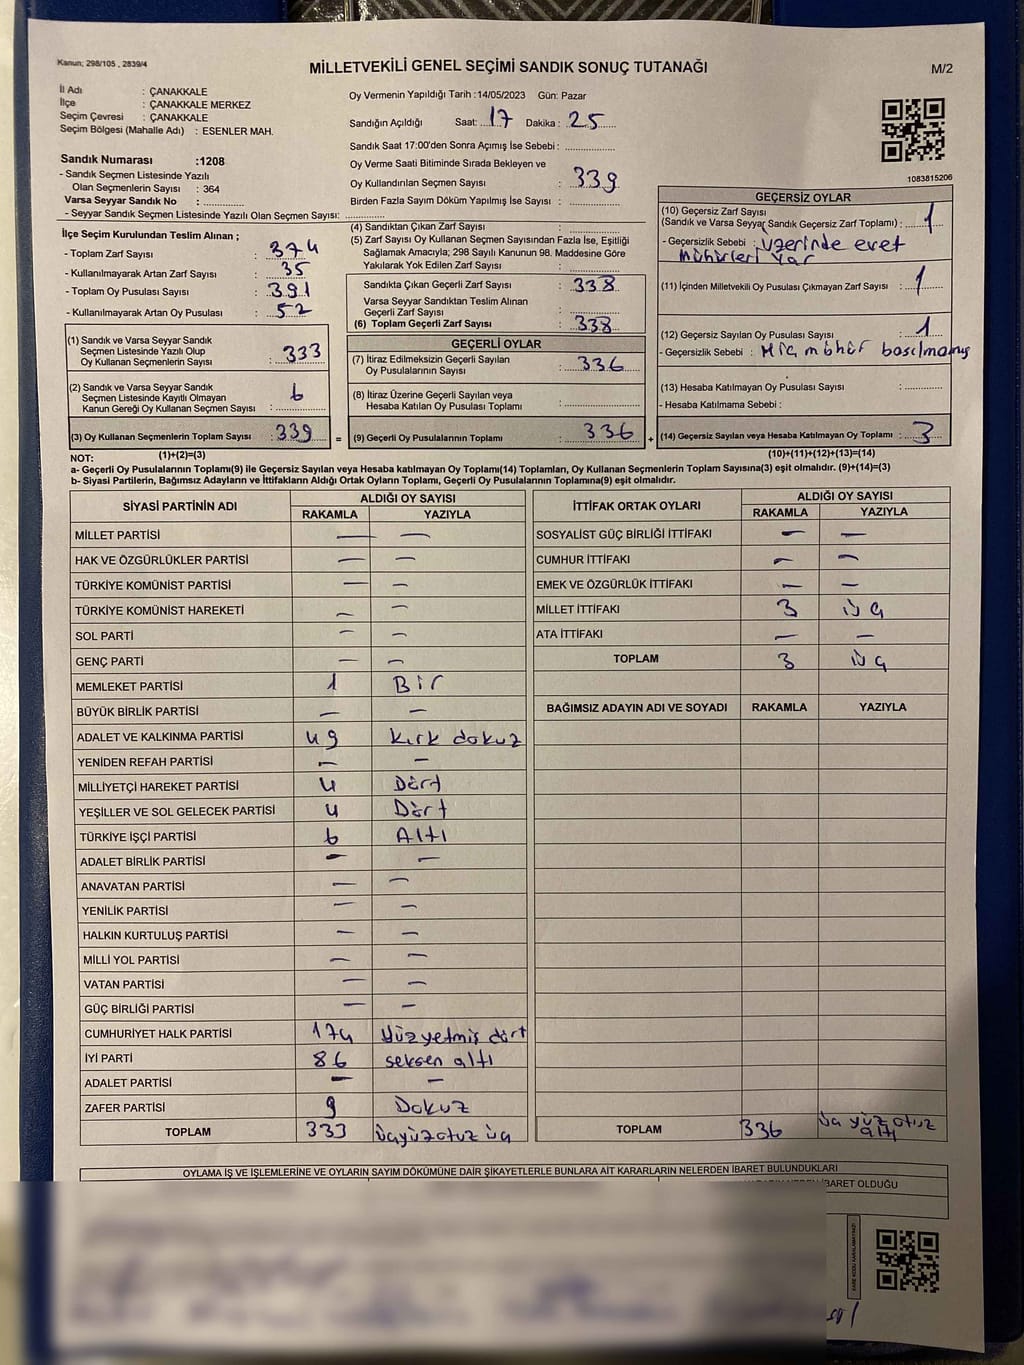 Kanun; 298/105 , 2839/4
MİLLETVEKİLİ GENEL SEÇİMİ SANDIK SONUÇ TUTANAĞI
M/2
İl Adı : ÇANAKKALE
İlçe : ÇANAKKALE MERKEZ
Seçim Çevresi : ÇANAKKALE
Seçim Bölgesi (Mahalle Adı) : ESENLER MAH.
Sandık Numarası :1208
- Sandık Seçmen Listesinde Yazılı
Olan Seçmenlerin Sayısı : 364
Varsa Seyyar Sandık No : ..............
- Seyyar Sandık Seçmen Listesinde Yazılı Olan Seçmen Sayısı: ..............
Oy Vermenin Yapıldığı Tarih :14/05/2023 Gün: Pazar
Sandığın Açıldığı Saat: 17 Dakika : 25
Sandık Saat 17:00'den Sonra Açımış İse Sebebi : ..............
Oy Verme Saati Bitiminde Sırada Bekleyen ve
Oy Kullandırılan Seçmen Sayısı : 339
Birden Fazla Sayım Döküm Yapılmış İse Sayısı : ..............
1083815206
İlçe Seçim Kurulundan Teslim Alınan ;
- Toplam Zarf Sayısı : 374
- Kullanılmayarak Artan Zarf Sayısı : 35
- Toplam Oy Pusulası Sayısı : 391
- Kullanılmayarak Artan Oy Pusulası : 52
(1) Sandık ve Varsa Seyyar Sandık
Seçmen Listesinde Yazılı Olup
Oy Kullanan Seçmenlerin Sayısı : 333
(2) Sandık ve Varsa Seyyar Sandık
Seçmen Listesinde Kayıtlı Olmayan
Kanun Gereği Oy Kullanan Seçmen Sayısı : 6
(3) Oy Kullanan Seçmenlerin Toplam Sayısı : 339 =
(4) Sandıktan Çıkan Zarf Sayısı : ..............
(5) Zarf Sayısı Oy Kullanan Seçmen Sayısından Fazla İse, Eşitliği
Sağlamak Amacıyla; 298 Sayılı Kanunun 98. Maddesine Göre
Yakılarak Yok Edilen Zarf Sayısı : ..............
Sandıkta Çıkan Geçerli Zarf Sayısı : 338
Varsa Seyyar Sandıktan Teslim Alınan
Geçerli Zarf Sayısı : ..............
(6) Toplam Geçerli Zarf Sayısı : 338
GEÇERLİ OYLAR
(7) İtiraz Edilmeksizin Geçerli Sayılan
Oy Pusulalarının Sayısı : 336
(8) İtiraz Üzerine Geçerli Sayılan veya
Hesaba Katılan Oy Pusulası Toplamı : ..............
(9) Geçerli Oy Pusulalarının Toplamı : 336 +
GEÇERSİZ OYLAR
(10) Geçersiz Zarf Sayısı
(Sandık ve Varsa Seyyar Sandık Geçersiz Zarf Toplamı) : 1
- Geçersizlik Sebebi : Üzerinde evet
mühürleri var
(11) İçinden Milletvekili Oy Pusulası Çıkmayan Zarf Sayısı : 1
(12) Geçersiz Sayılan Oy Pusulası Sayısı : 1
- Geçersizlik Sebebi : Hiç mühür basılmamış
(13) Hesaba Katılmayan Oy Pusulası Sayısı : ..............
- Hesaba Katılmama Sebebi :
(14) Geçersiz Sayılan veya Hesaba Katılmayan Oy Toplamı : 3
NOT: (1)+(2)=(3) (10)+(11)+(12)+(13)=(14)
a- Geçerli Oy Pusulalarının Toplamı(9) ile Geçersiz Sayılan veya Hesaba katılmayan Oy Toplamı(14) Toplamları, Oy Kullanan Seçmenlerin Toplam Sayısına(3) eşit olmalıdır. (9)+(14)=(3)
b- Siyasi Partilerin, Bağımsız Adayların ve İttifakların Aldığı Ortak Oyların Toplamı, Geçerli Oy Pusulalarının Toplamına(9) eşit olmalıdır.
SİYASİ PARTİNİN ADI ALDIĞI OY SAYISI
RAKAMLA YAZIYLA
MİLLET PARTİSİ — —
HAK VE ÖZGÜRLÜKLER PARTİSİ — —
TÜRKİYE KOMÜNİST PARTİSİ — —
TÜRKİYE KOMÜNİST HAREKETİ — —
SOL PARTİ — —
GENÇ PARTİ — —
MEMLEKET PARTİSİ 1 Bir
BÜYÜK BİRLİK PARTİSİ — —
ADALET VE KALKINMA PARTİSİ 49 Kırk dokuz
YENİDEN REFAH PARTİSİ — —
MİLLİYETÇİ HAREKET PARTİSİ 4 Dört
YEŞİLLER VE SOL GELECEK PARTİSİ 4 Dört
TÜRKİYE İŞÇİ PARTİSİ 6 Altı
ADALET BİRLİK PARTİSİ — —
ANAVATAN PARTİSİ — —
YENİLİK PARTİSİ — —
HALKIN KURTULUŞ PARTİSİ — —
MİLLİ YOL PARTİSİ — —
VATAN PARTİSİ — —
GÜÇ BİRLİĞİ PARTİSİ — —
CUMHURİYET HALK PARTİSİ 174 Yüzyetmiş dört
İYİ PARTİ 86 seksen altı
ADALET PARTİSİ — —
ZAFER PARTİSİ 9 Dokuz
TOPLAM 333 üçyüzotuz üç
İTTİFAK ORTAK OYLARI ALDIĞI OY SAYISI
RAKAMLA YAZIYLA
SOSYALİST GÜÇ BİRLİĞİ İTTİFAKI — —
CUMHUR İTTİFAKI — —
EMEK VE ÖZGÜRLÜK İTTİFAKI — —
MİLLET İTTİFAKI 3 üç
ATA İTTİFAKI — —
TOPLAM 3 üç
BAĞIMSIZ ADAYIN ADI VE SOYADI RAKAMLA YAZIYLA
TOPLAM 336 üç yüz otuz
altı
OYLAMA İŞ VE İŞLEMLERİNE VE OYLARIN SAYIM DÖKÜMÜNE DAİR ŞİKAYETLERLE BUNLARA AİT KARARLARIN NELERDEN İBARET BULUNDUKLARI
İBARET OLDUĞU